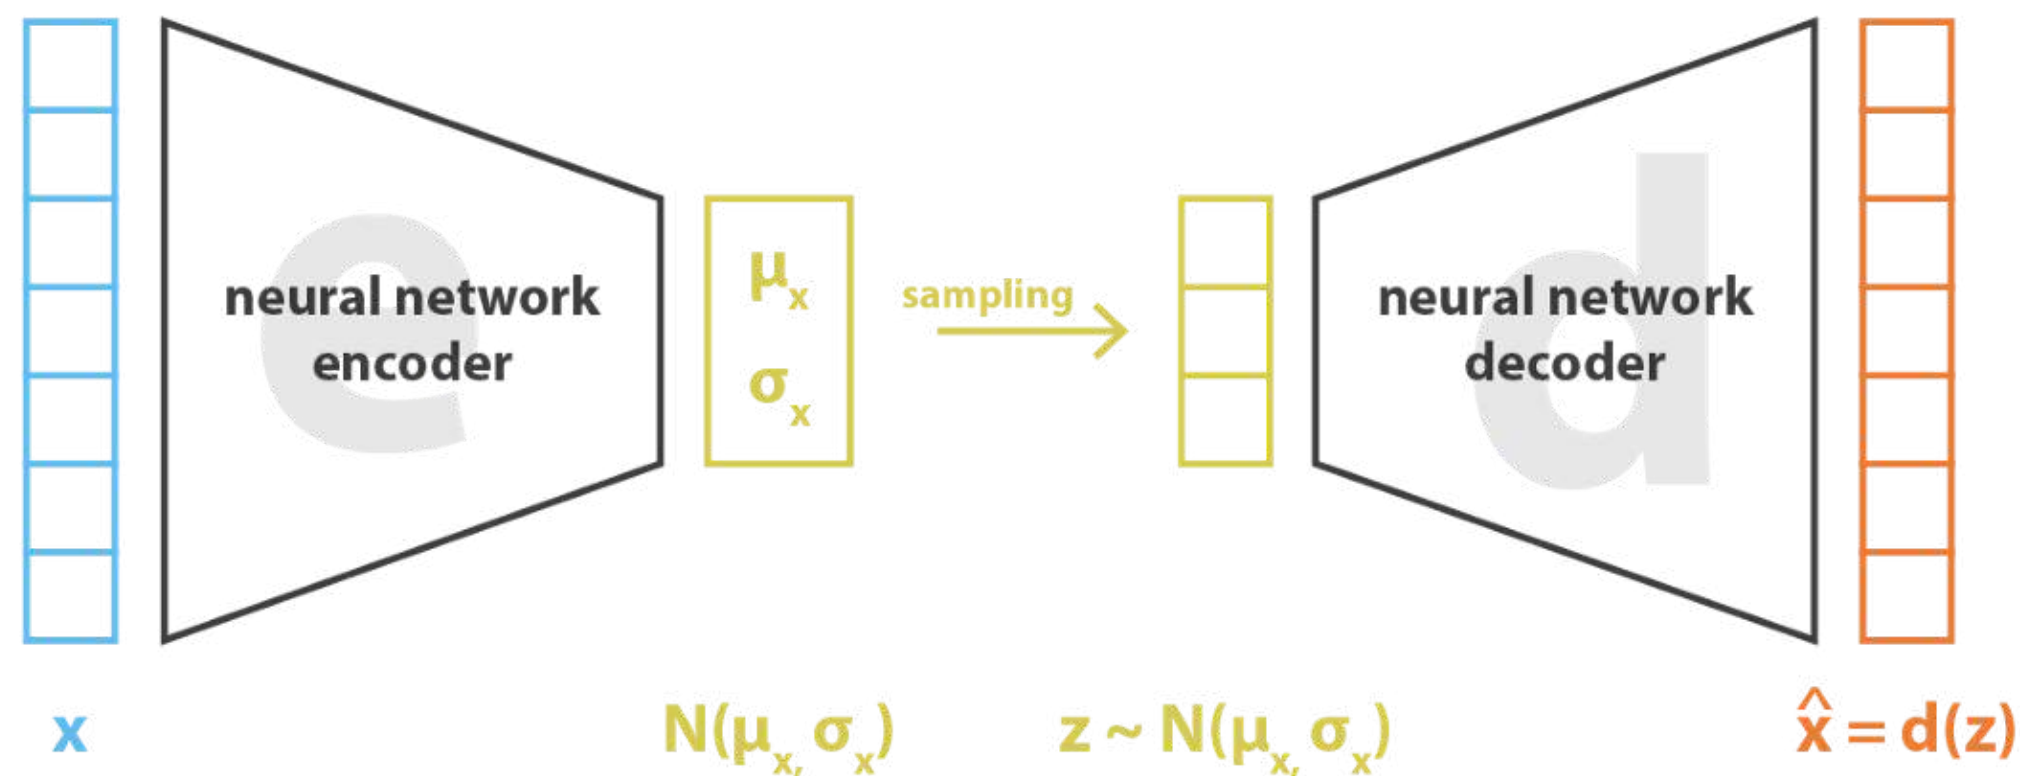 e
neural network
encoder
μx
σx
sampling
d
neural network
decoder
x
N(μx, σx)
z ~ N(μx, σx)
x̂ = d(z)